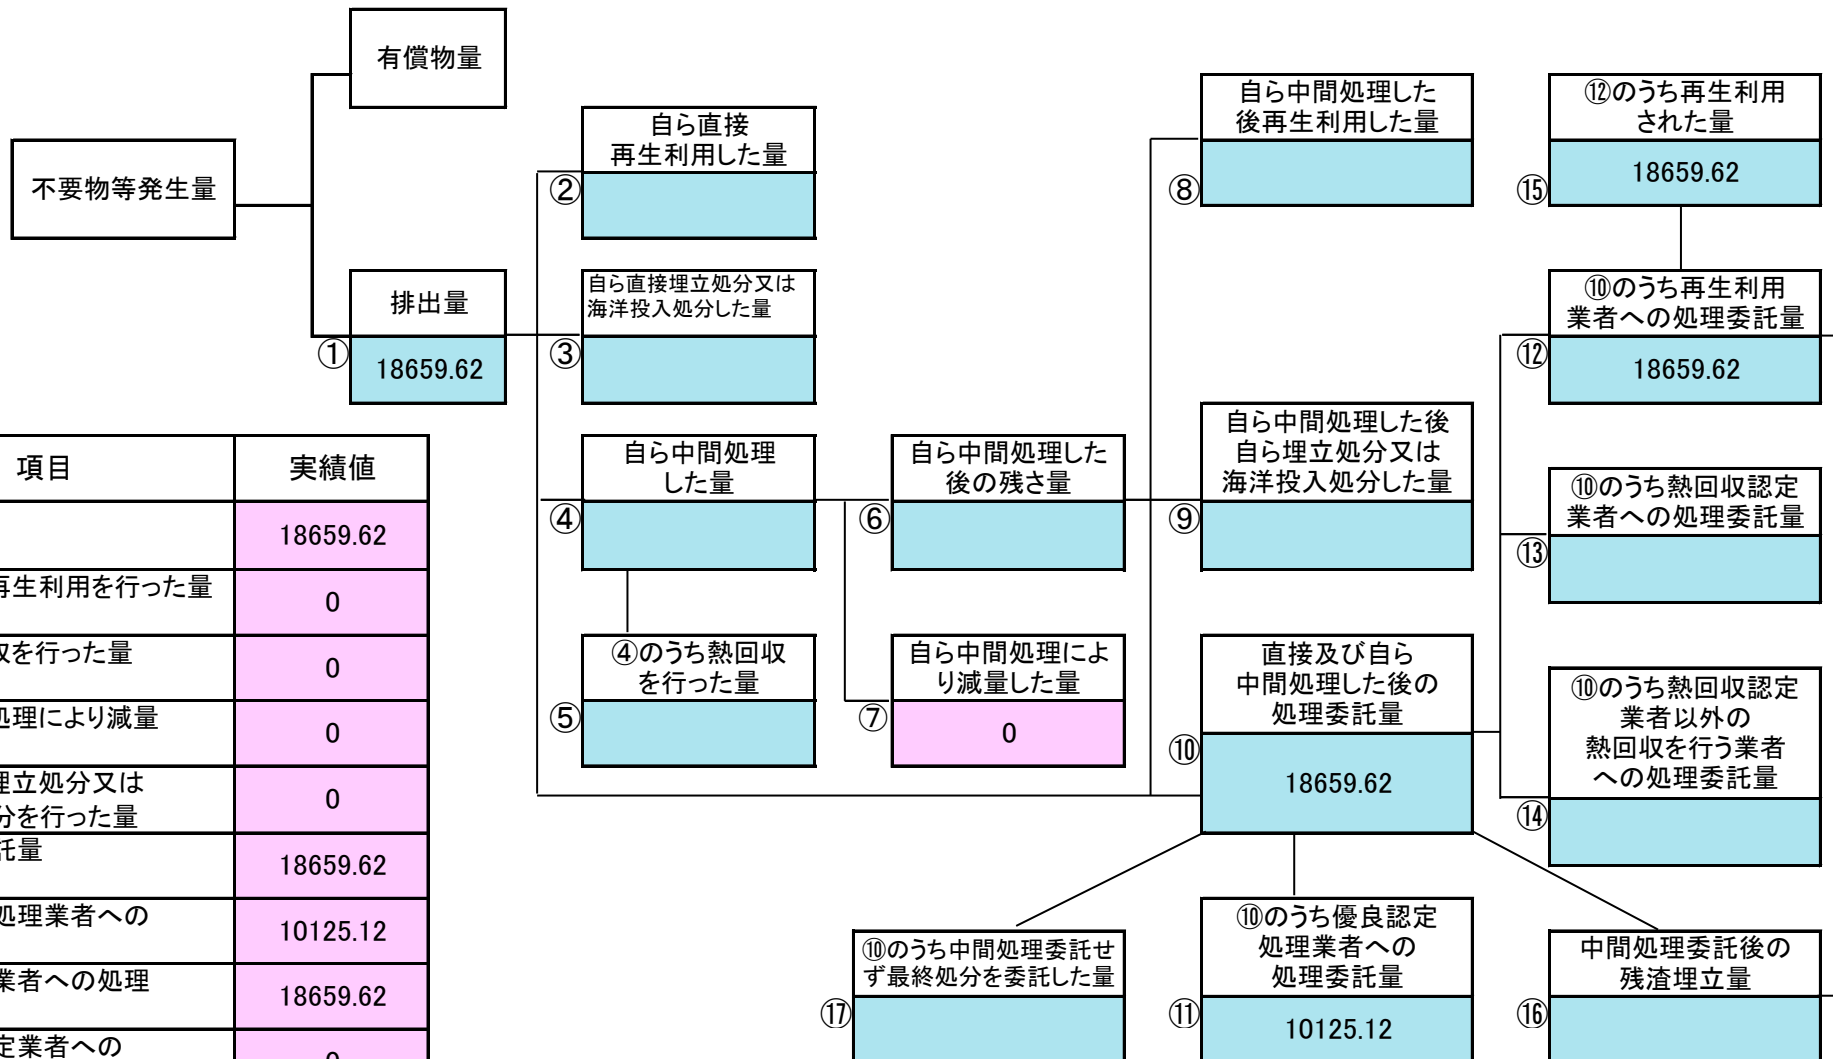 有償物量
不要物等発生量
排出量
①
18659.62
自ら直接
再生利用した量
②
自ら直接埋立処分又は
海洋投入処分した量
③
自ら中間処理
した量
④
④のうち熱回収
を行った量
⑤
自ら中間処理した
後の残さ量
⑥
自ら中間処理によ
り減量した量
⑦
0
自ら中間処理した
後再生利用した量
⑧
自ら中間処理した後
自ら埋立処分又は
海洋投入処分した量
⑨
直接及び自ら
中間処理した後の
処理委託量
⑩
18659.62
⑫のうち再生利用
された量
⑮
18659.62
⑩のうち再生利用
業者への処理委託量
⑫
18659.62
⑩のうち熱回収認定
業者への処理委託量
⑬
⑩のうち熱回収認定
業者以外の
熱回収を行う業者
への処理委託量
⑭
⑩のうち中間処理委託せ
ず最終処分を委託した量
⑰
⑩のうち優良認定
処理業者への
処理委託量
⑪
10125.12
中間処理委託後の
残渣埋立量
⑯
項目 実績値
18659.62
再生利用を行った量 0
を行った量 0
処理により減量 0
埋立処分又は
分を行った量 0
託量 18659.62
処理業者への 10125.12
業者への処理 18659.62
定業者への